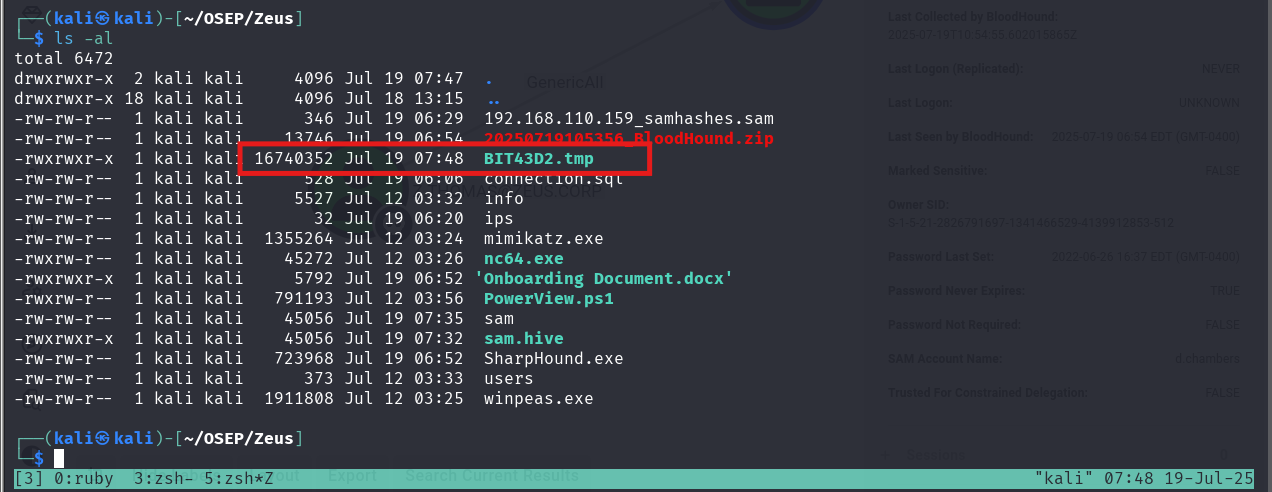 ┌──(kali㉿kali)-[~/OSEP/Zeus]
└─$ ls -al
total 6472
drwxrwxr-x  2 kali kali     4096 Jul 19 07:47  .
drwxrwxr-x 18 kali kali     4096 Jul 18 13:15  ..
-rw-rw-r--  1 kali kali      346 Jul 19 06:29  192.168.110.159_samhashes.sam
-rw-rw-r--  1 kali kali    13746 Jul 19 06:54  20250719105356_BloodHound.zip
-rwxrwxr-x  1 kali kali 16740352 Jul 19 07:48  BIT43D2.tmp
-rw-rw-r--  1 kali kali      528 Jul 19 06:06  connection.sql
-rw-rw-r--  1 kali kali     5527 Jul 12 03:32  info
-rw-rw-r--  1 kali kali       32 Jul 19 06:20  ips
-rw-rw-r--  1 kali kali  1355264 Jul 12 03:24  mimikatz.exe
-rwxrwxr-x  1 kali kali    45272 Jul 12 03:26  nc64.exe
-rwxrwxr-x  1 kali kali     5792 Jul 19 06:52 'Onboarding Document.docx'
-rwxrwxr-x  1 kali kali   791193 Jul 12 03:56  PowerView.ps1
-rw-rw-r--  1 kali kali    45056 Jul 19 07:35  sam
-rwxrwxr-x  1 kali kali    45056 Jul 19 07:32  sam.hive
-rw-rw-r--  1 kali kali   723968 Jul 19 06:52  SharpHound.exe
-rw-rw-r--  1 kali kali      373 Jul 12 03:33  users
-rw-rw-r--  1 kali kali  1911808 Jul 12 03:25  winpeas.exe
┌──(kali㉿kali)-[~/OSEP/Zeus]
└─$
[3] 0:ruby  3:zsh- 5:zsh*Z "kali" 07:48 19-Jul-25
GenericAll
Export Search Current Results
Last Collected by BloodHound:
Last Logon (Replicated): NEVER
Last Logon: UNKNOWN
Last Seen by BloodHound: 2025-07-19 06:54 EDT (GMT-0400)
Marked Sensitive: FALSE
Owner SID:
Password Last Set: 2022-06-26 16:37 EDT (GMT-0400)
Password Never Expires: TRUE
Password Not Required: FALSE
SAM Account Name: d.chambers
Trusted For Constrained Delegation: FALSE